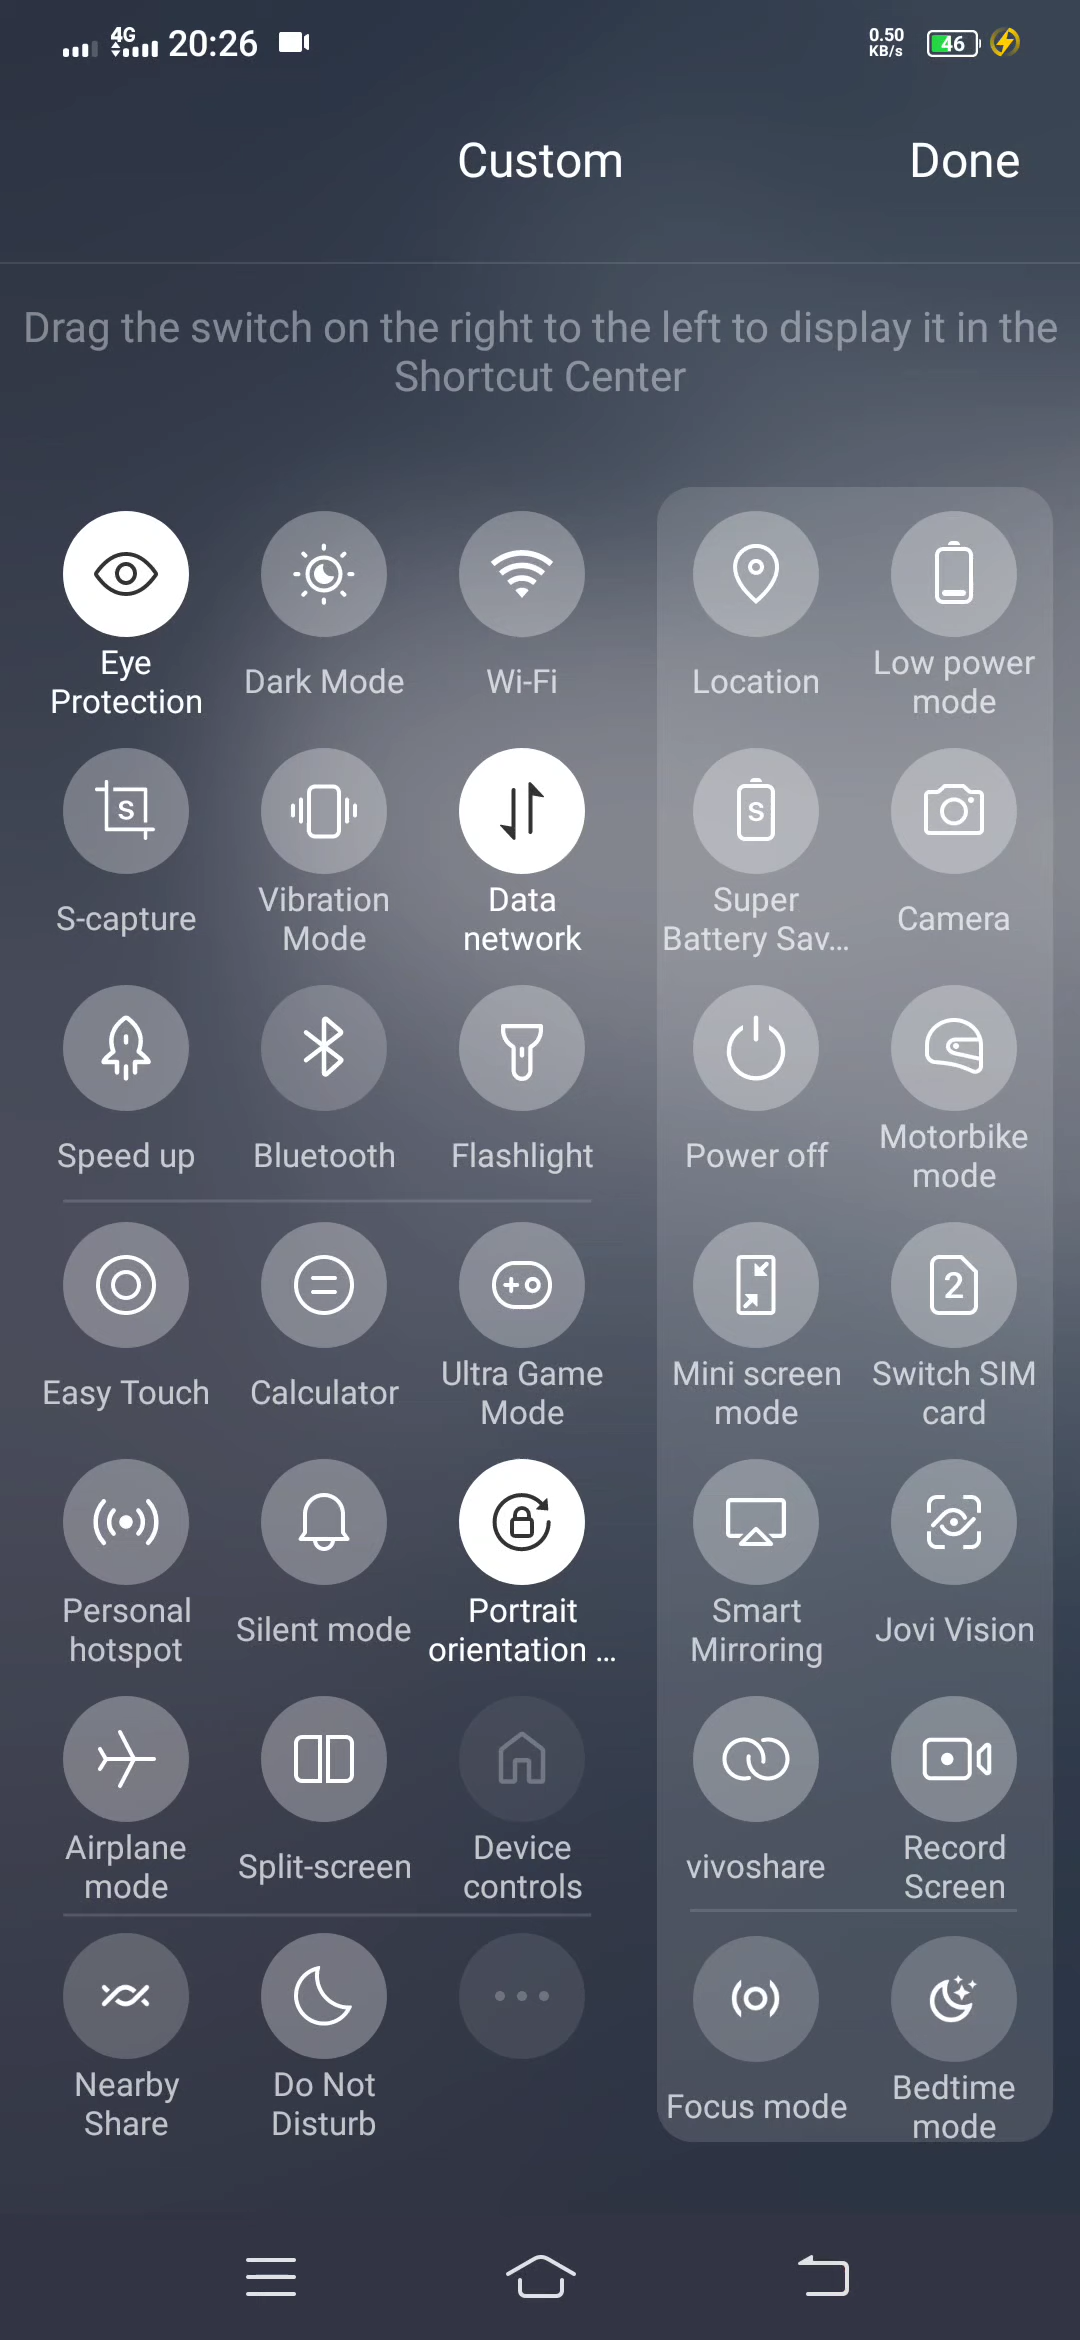 4G 20:26 0.50 KB/s 46
Custom Done
Drag the switch on the right to the left to display it in the
Shortcut Center
Eye
Protection
Dark Mode
Wi-Fi
Location
Low power
mode
S
S-capture
Vibration
Mode
Data
network
S
Super
Battery Sav...
Camera
Speed up
Bluetooth
Flashlight
Power off
Motorbike
mode
Easy Touch
Calculator
Ultra Game
Mode
Mini screen
mode
2
Switch SIM
card
Personal
hotspot
Silent mode
Portrait
orientation ...
Smart
Mirroring
Jovi Vision
Airplane
mode
Split-screen
Device
controls
vivoshare
Record
Screen
Nearby
Share
Do Not
Disturb
Focus mode
Bedtime
mode